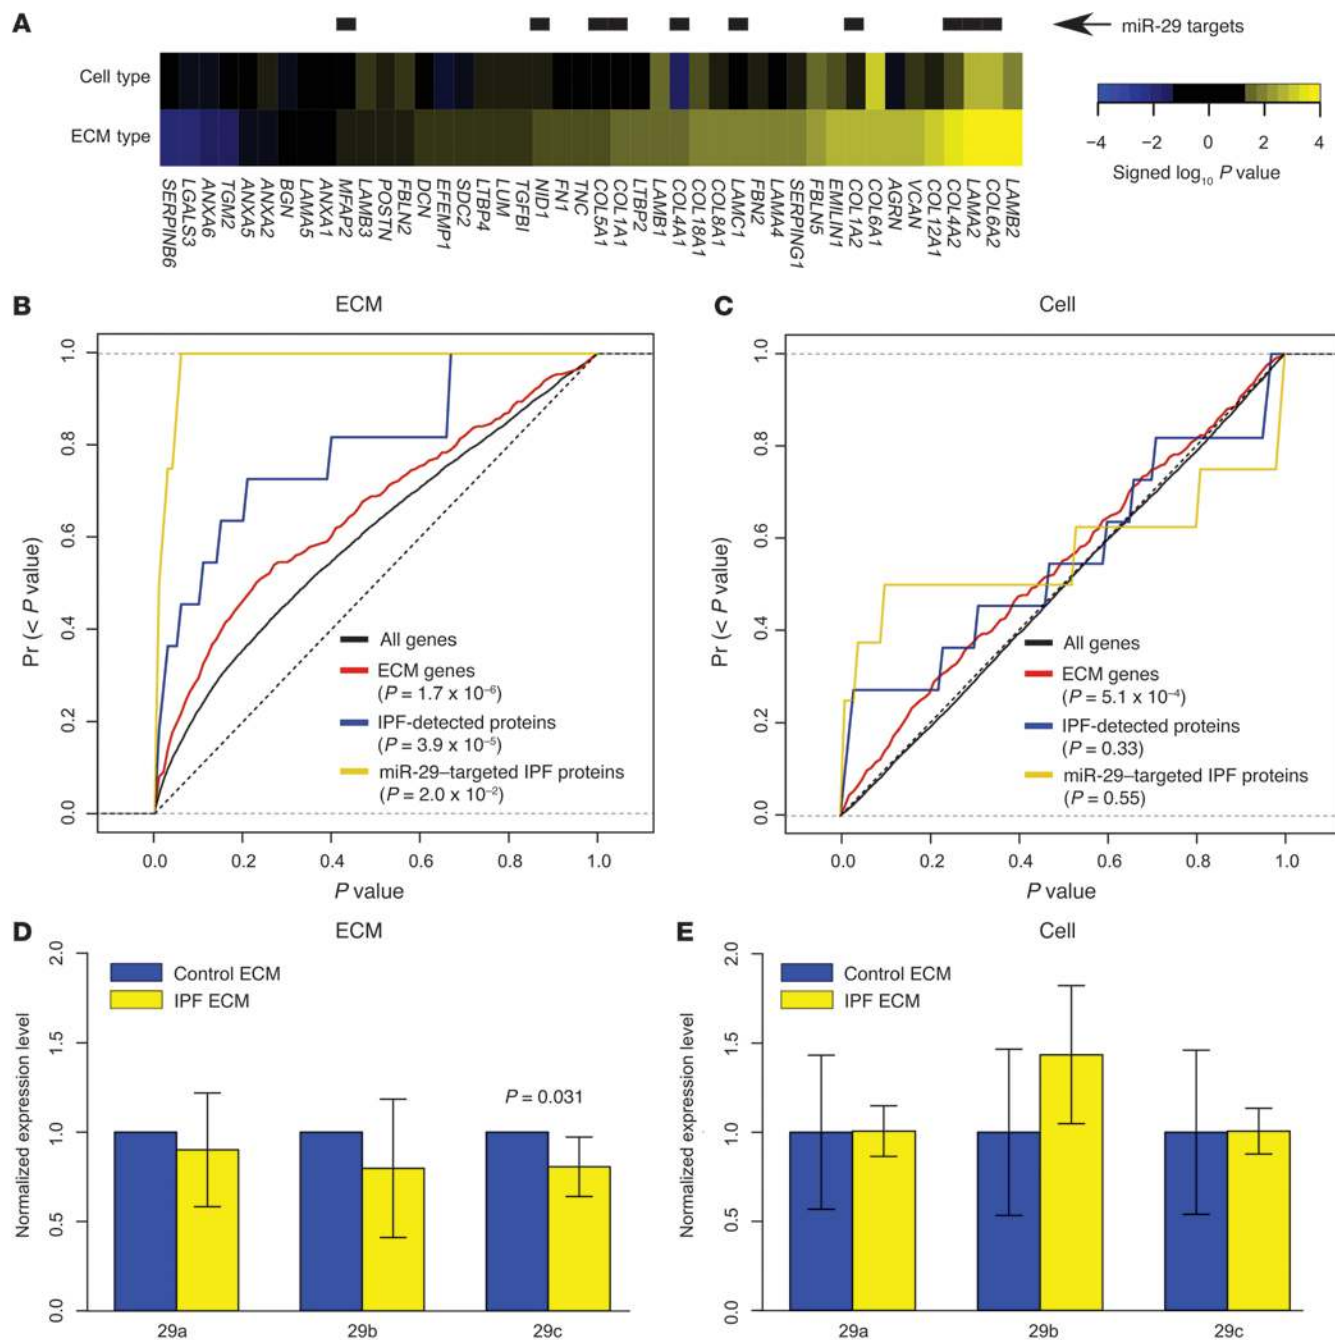 A
miR-29 targets
Cell type
ECM type
−4 −2 0 2 4
Signed log₁₀ P value
SERPINB6
LGALS3
ANXA6
TGM2
ANXA5
ANXA2
BGN
LAMA5
ANXA1
MFAP2
LAMB3
POSTN
FBLN2
DCN
EFEMP1
SDC2
LTBP4
LUM
TGFBI
NID1
FN1
TNC
COL5A1
COL1A1
LTBP2
LAMB1
COL4A1
COL18A1
COL8A1
LAMC1
FBN2
LAMA4
SERPING1
FBLN5
EMILIN1
COL1A2
COL6A1
AGRN
VCAN
COL12A1
COL4A2
LAMA2
COL6A2
LAMB2
B
ECM
Pr (< P value)
1.0
0.8
0.6
0.4
0.2
0.0
All genes
ECM genes
(P = 1.7 x 10⁻⁶)
IPF-detected proteins
(P = 3.9 x 10⁻⁵)
miR-29–targeted IPF proteins
(P = 2.0 x 10⁻²)
0.0 0.2 0.4 0.6 0.8 1.0
P value
C
Cell
Pr (< P value)
1.0
0.8
0.6
0.4
0.2
0.0
All genes
ECM genes
(P = 5.1 x 10⁻⁴)
IPF-detected proteins
(P = 0.33)
miR-29–targeted IPF proteins
(P = 0.55)
0.0 0.2 0.4 0.6 0.8 1.0
P value
D
ECM
Normalized expression level
2.0
1.5
1.0
0.5
0.0
Control ECM
IPF ECM
P = 0.031
29a 29b 29c
E
Cell
Normalized expression level
2.0
1.5
1.0
0.5
0.0
Control ECM
IPF ECM
29a 29b 29c